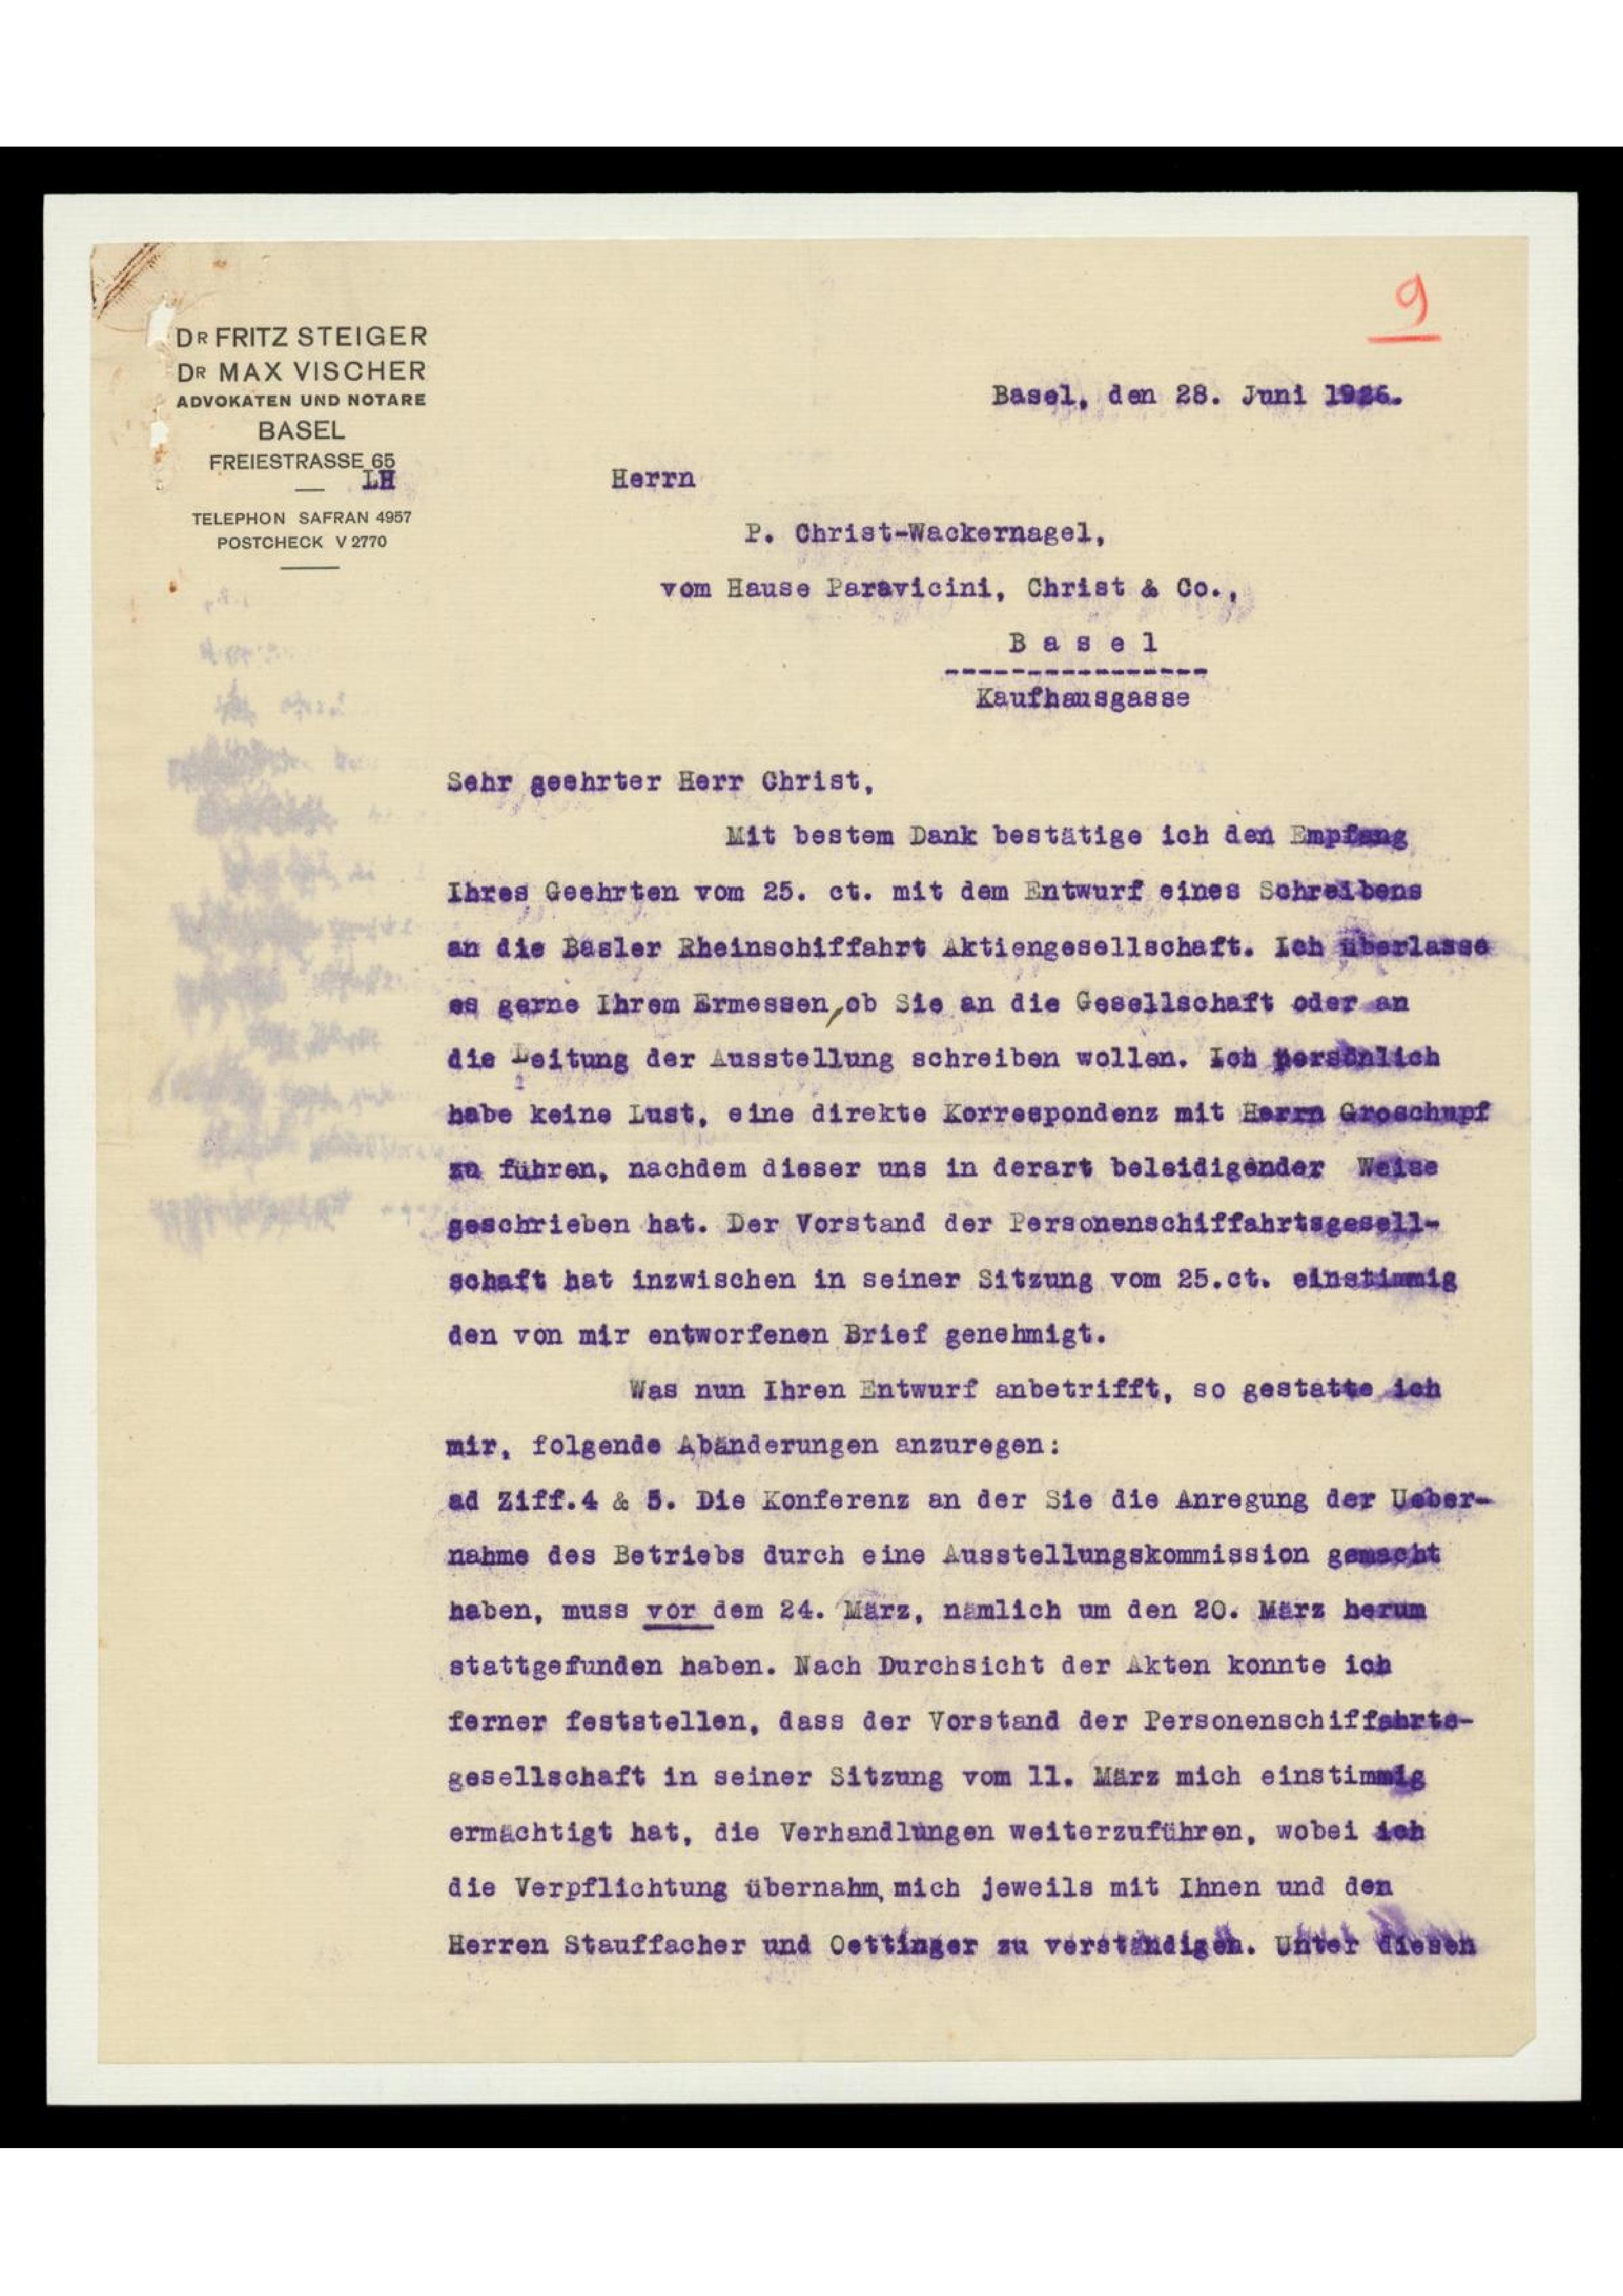 9
DR FRITZ STEIGER
DR MAX VISCHER
ADVOKATEN UND NOTARE
BASEL
FREIESTRASSE 65
LH
TELEPHON SAFRAN 4957
POSTCHECK V 2770
Basel, den 28. Juni 1926.
Herrn
P. Christ-Wackernagel,
vom Hause Paravicini, Christ & Co.,
B a s e l
----------------
Kaufhausgasse
Sehr geehrter Herr Christ,
Mit bestem Dank bestätige ich den Empfang
Ihres Geehrten vom 25. ct. mit dem Entwurf eines Schreibens
an die Basler Rheinschiffahrt Aktiengesellschaft. Ich überlasse
es gerne Ihrem Ermessen, ob Sie an die Gesellschaft oder an
die Leitung der Ausstellung schreiben wollen. Ich persönlich
habe keine Lust, eine direkte Korrespondenz mit Herrn Groschupf
zu führen, nachdem dieser uns in derart beleidigender Weise
geschrieben hat. Der Vorstand der Personenschiffahrtsgesell-
schaft hat inzwischen in seiner Sitzung vom 25.ct. einstimmig
den von mir entworfenen Brief genehmigt.
Was nun Ihren Entwurf anbetrifft, so gestatte ich
mir, folgende Abänderungen anzuregen:
ad Ziff.4 & 5. Die Konferenz an der Sie die Anregung der Ueber-
nahme des Betriebs durch eine Ausstellungskommission gemacht
haben, muss vor dem 24. März, nämlich um den 20. März herum
stattgefunden haben. Nach Durchsicht der Akten konnte ich
ferner feststellen, dass der Vorstand der Personenschiffahrts-
gesellschaft in seiner Sitzung vom 11. März mich einstimmig
ermächtigt hat, die Verhandlungen weiterzuführen, wobei ich
die Verpflichtung übernahm, mich jeweils mit Ihnen und den
Herren Stauffacher und Oettinger zu verständigen. Unter diesen